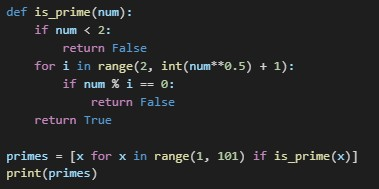 def is_prime(num):
    if num < 2:
        return False
    for i in range(2, int(num**0.5) + 1):
        if num % i == 0:
            return False
    return True

primes = [x for x in range(1, 101) if is_prime(x)]
print(primes)